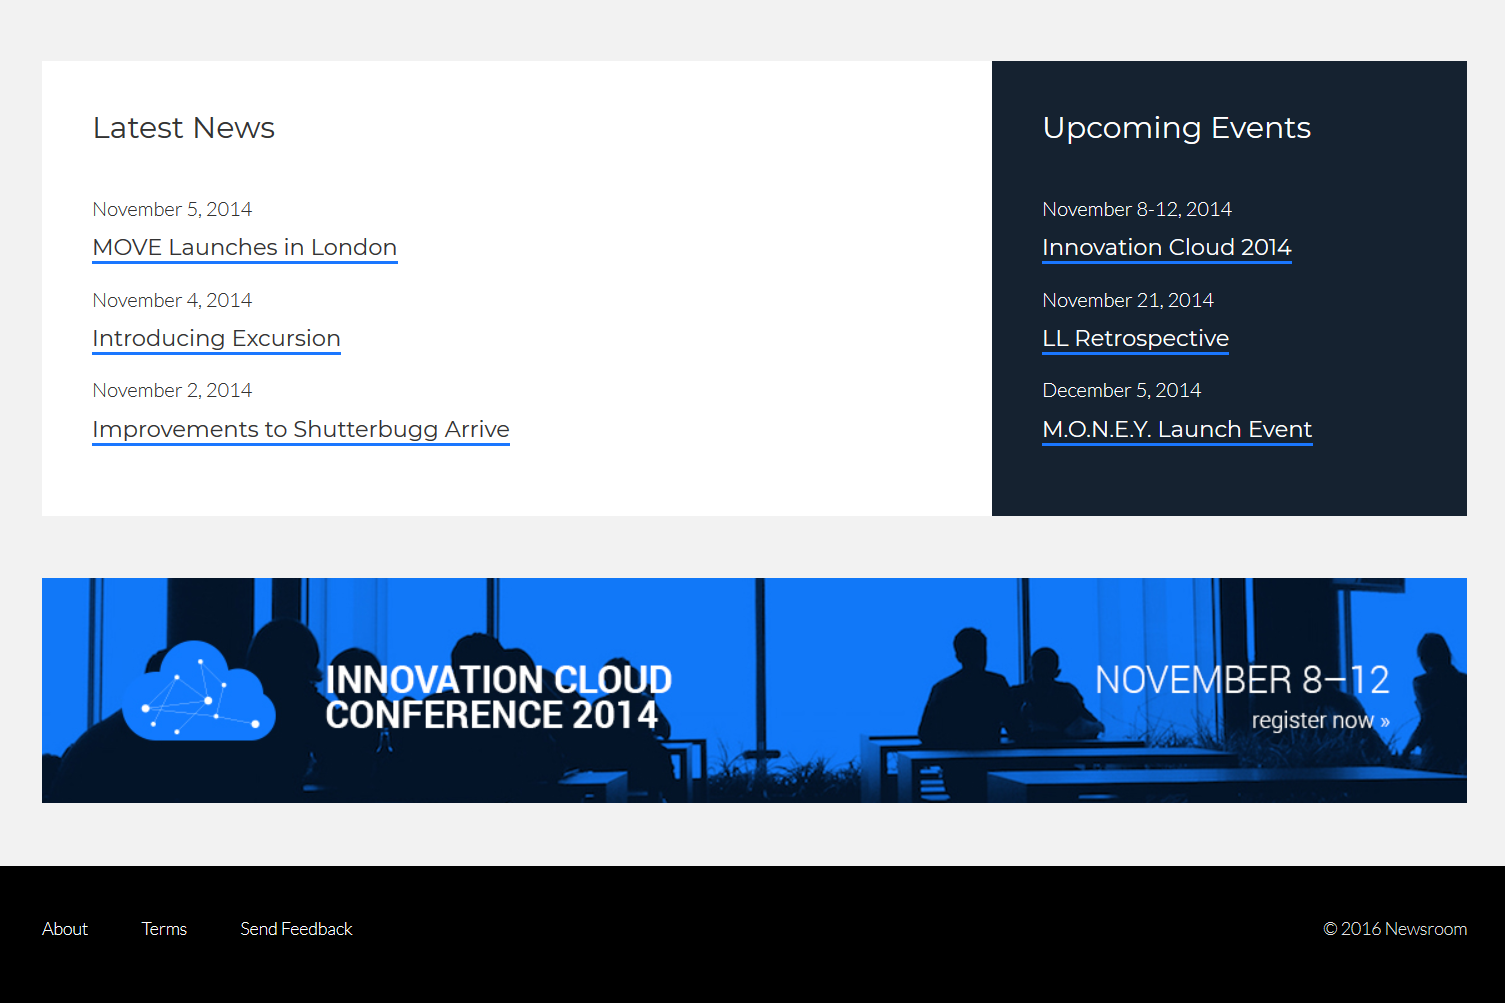 Latest News
November 5, 2014
MOVE Launches in London
November 4, 2014
Introducing Excursion
November 2, 2014
Improvements to Shutterbugg Arrive
Upcoming Events
November 8-12, 2014
Innovation Cloud 2014
November 21, 2014
LL Retrospective
December 5, 2014
M.O.N.E.Y. Launch Event
INNOVATION CLOUD
CONFERENCE 2014
NOVEMBER 8–12
register now »
About
Terms
Send Feedback
© 2016 Newsroom